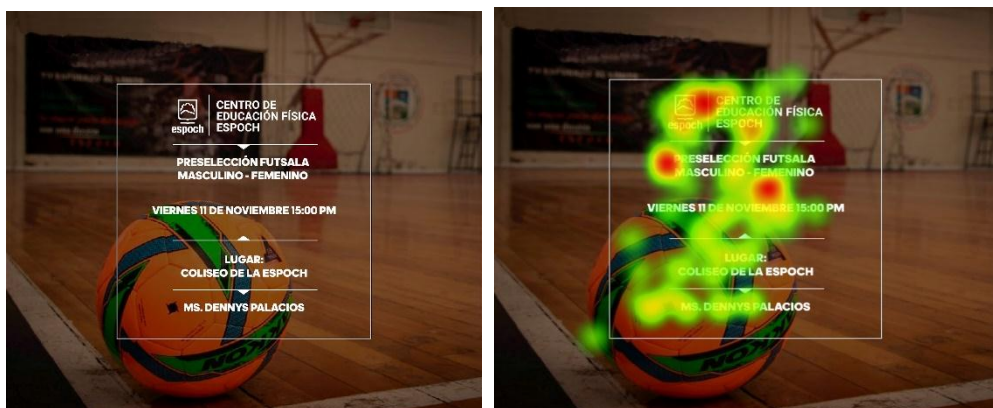 espoch
CENTRO DE
EDUCACIÓN FÍSICA
ESPOCH
PRESELECCIÓN FUTSALA
MASCULINO - FEMENINO
VIERNES 11 DE NOVIEMBRE 15:00 PM
LUGAR:
COLISEO DE LA ESPOCH
MS. DENNYS PALACIOS
KKON
espoch
CENTRO DE
EDUCACIÓN FÍSICA
ESPOCH
PRESELECCIÓN FUTSALA
MASCULINO - FEMENINO
VIERNES 11 DE NOVIEMBRE 15:00 PM
LUGAR:
COLISEO DE LA ESPOCH
MS. DENNYS PALACIOS